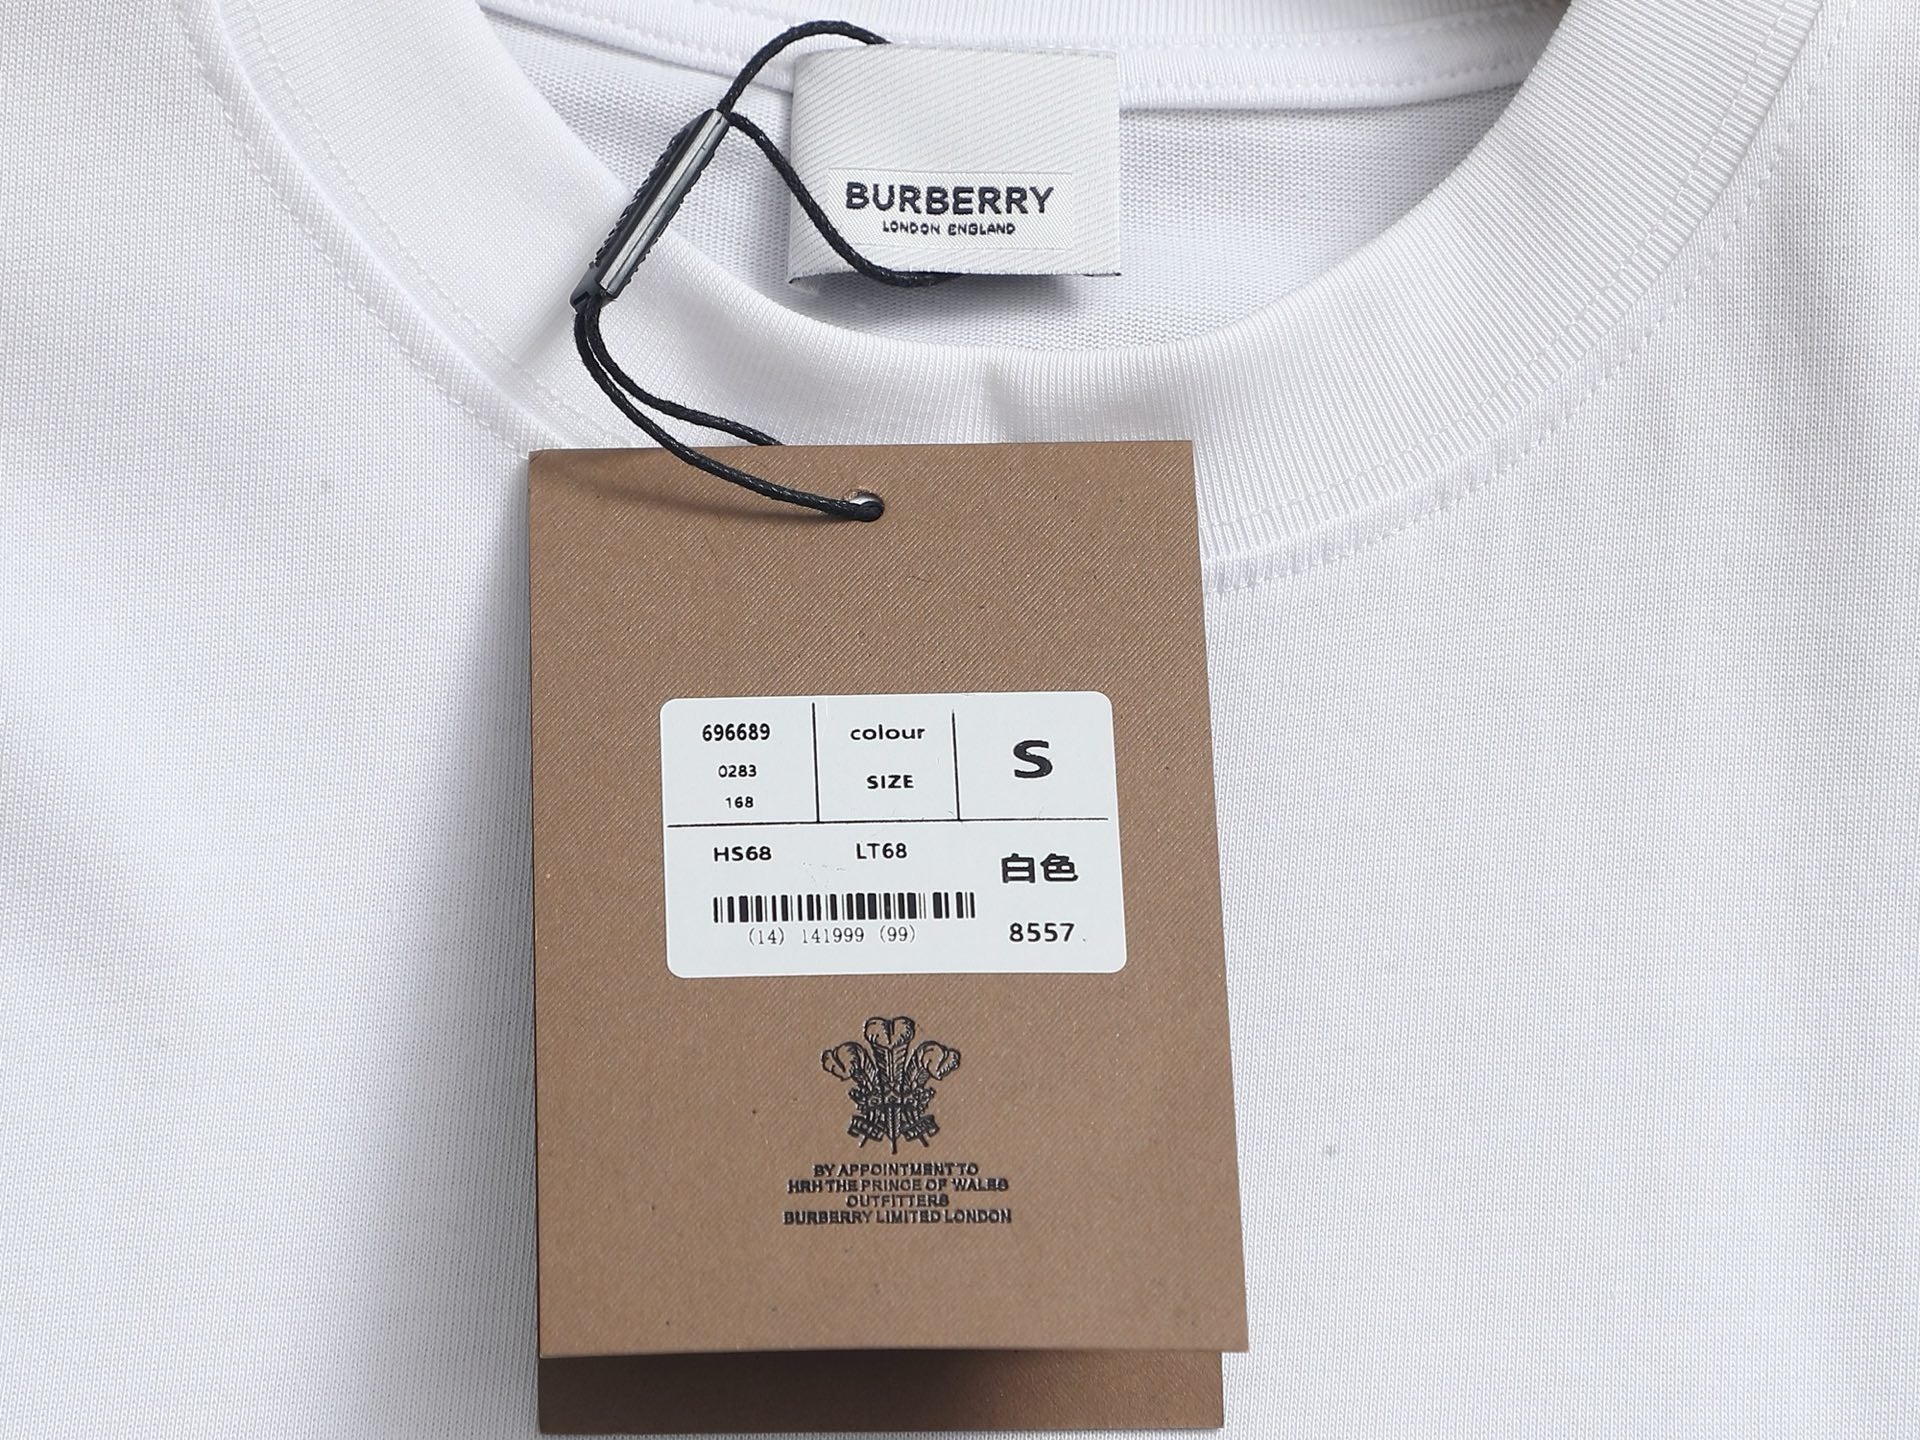 BURBERRY
LONDON ENGLAND
696689
0283
168
colour
SIZE
S
HS68 LT68
白色
(14) 141999 (99)
8557
BY APPOINTMENT TO
HRH THE PRINCE OF WALES
OUTFITTERS
BURBERRY LIMITED LONDON